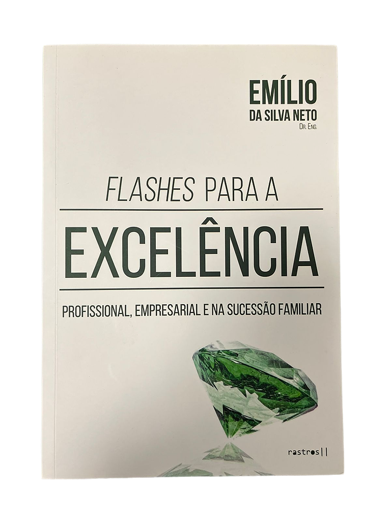 EMÍLIO
DA SILVA NETO
Dr. Eng.
FLASHES PARA A
EXCELÊNCIA
PROFISSIONAL, EMPRESARIAL E NA SUCESSÃO FAMILIAR
rastros||